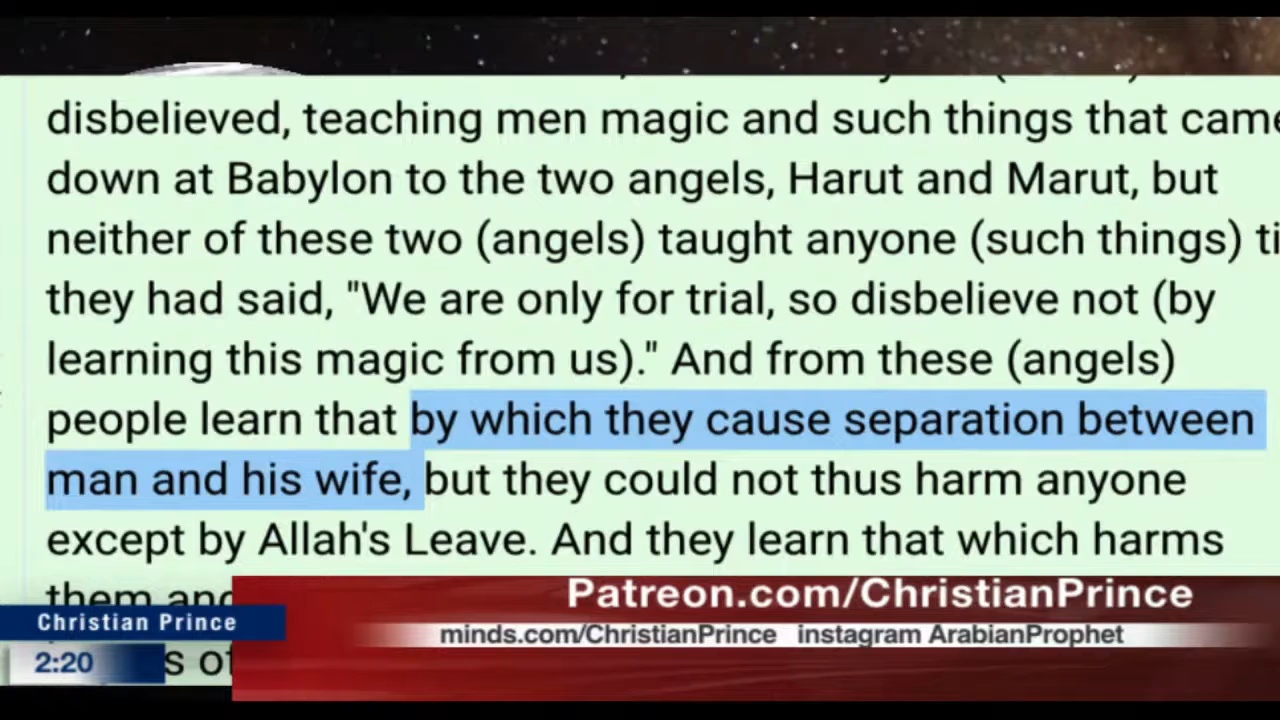 disbelieved, teaching men magic and such things that came
down at Babylon to the two angels, Harut and Marut, but
neither of these two (angels) taught anyone (such things)
they had said, "We are only for trial, so disbelieve not (by
learning this magic from us)." And from these (angels)
people learn that by which they cause separation between
man and his wife, but they could not thus harm anyone
except by Allah's Leave. And they learn that which harms
them and
Patreon.com/ChristianPrince
Christian Prince
minds.com/ChristianPrince instagram ArabianProphet
2:20